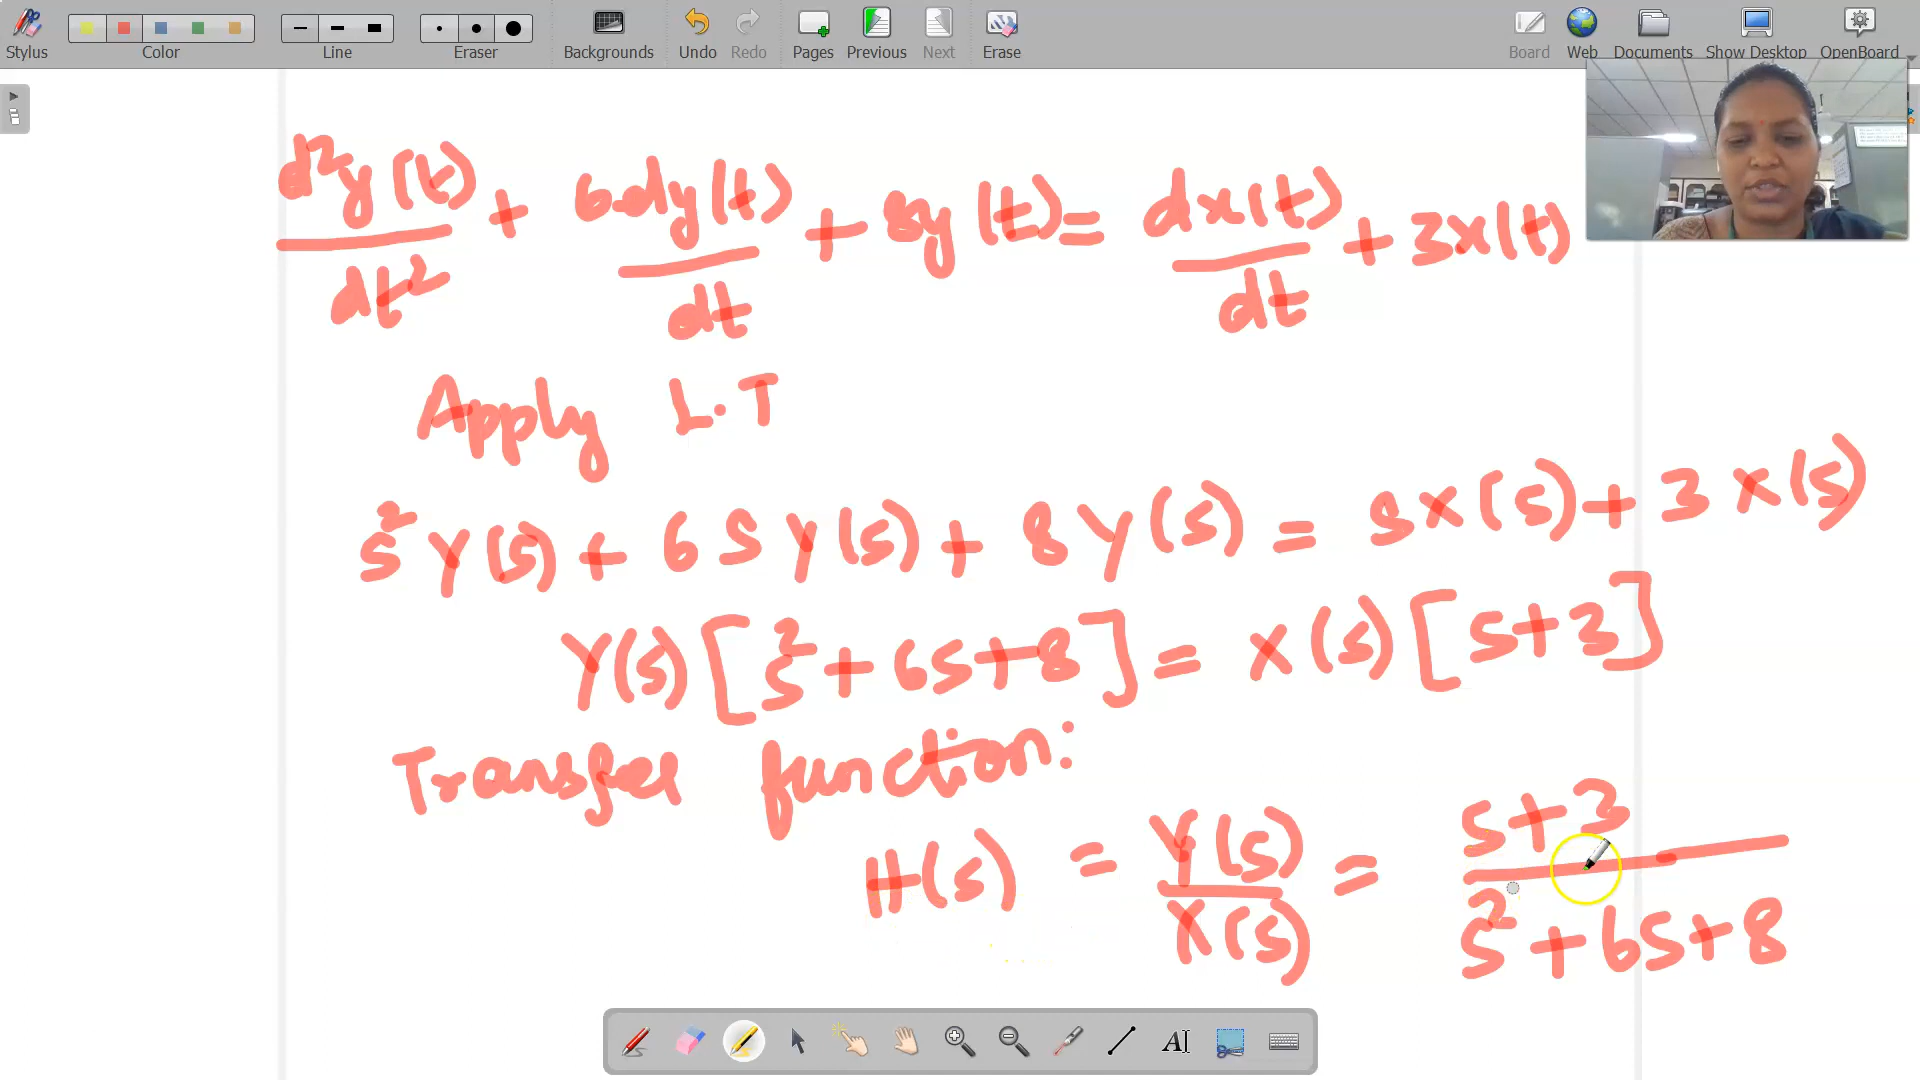 Stylus Color Line Eraser Backgrounds Undo Redo Pages Previous Next Erase Board Web Documents Show Desktop OpenBoard
d²y(t)/dt² + 6.dy(t)/dt + 8y(t) = dx(t)/dt + 3x(t)
Apply L.T
s²Y(s) + 6SY(s) + 8Y(s) = sX(s) + 3X(s)
Y(s)[s²+6s+8] = X(s)[s+3]
Transfer function:
H(s) = Y(s)/X(s) = s+3/s²+6s+8